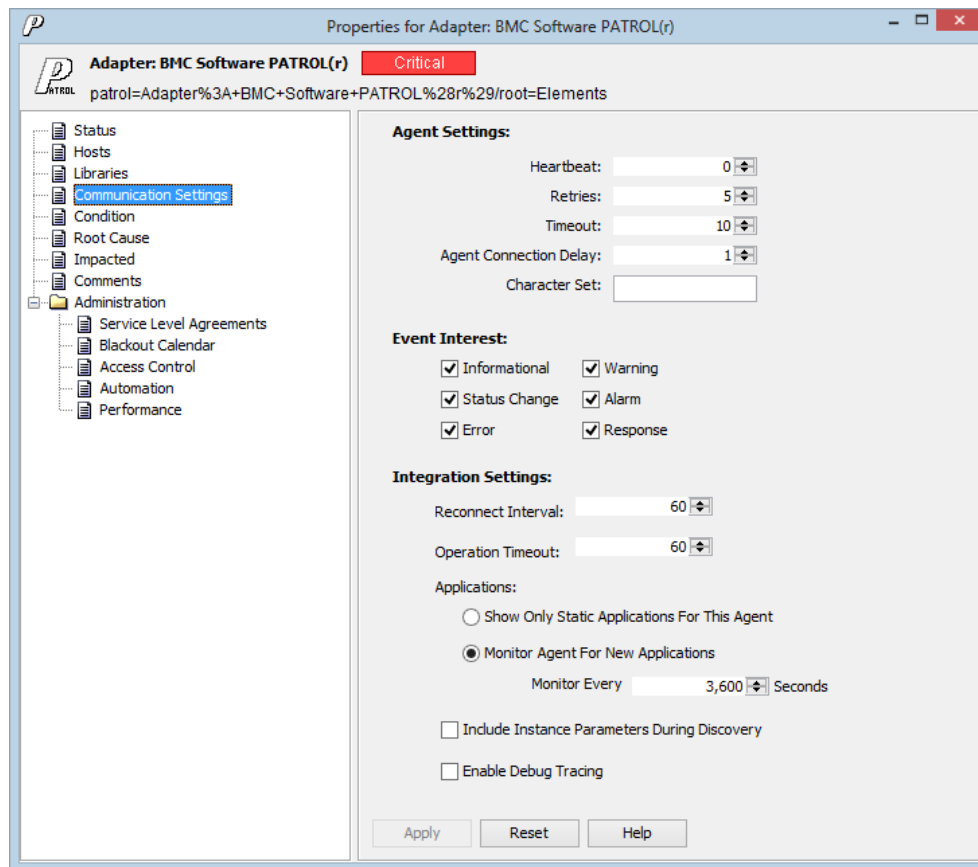 Properties for Adapter: BMC Software PATROL(r)
Adapter: BMC Software PATROL(r) Critical
PATROL
patrol=Adapter%3A+BMC+Software+PATROL%28r%29/root=Elements
Status
Hosts
Libraries
Communication Settings
Condition
Root Cause
Impacted
Comments
Administration
Service Level Agreements
Blackout Calendar
Access Control
Automation
Performance
Agent Settings:
Heartbeat: 0
Retries: 5
Timeout: 10
Agent Connection Delay: 1
Character Set:
Event Interest:
Informational Warning
Status Change Alarm
Error Response
Integration Settings:
Reconnect Interval: 60
Operation Timeout: 60
Applications:
Show Only Static Applications For This Agent
Monitor Agent For New Applications
Monitor Every 3,600 Seconds
Include Instance Parameters During Discovery
Enable Debug Tracing
Apply Reset Help